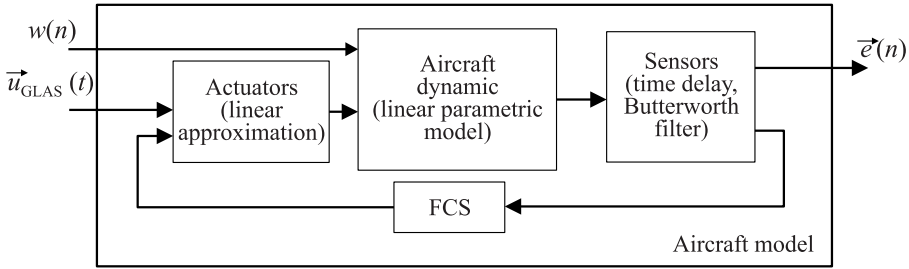 w(n)
e(n)
u GLAS (t)
Actuators
(linear
approximation)
Aircraft
dynamic
(linear parametric
model)
Sensors
(time delay,
Butterworth
filter)
FCS
Aircraft model